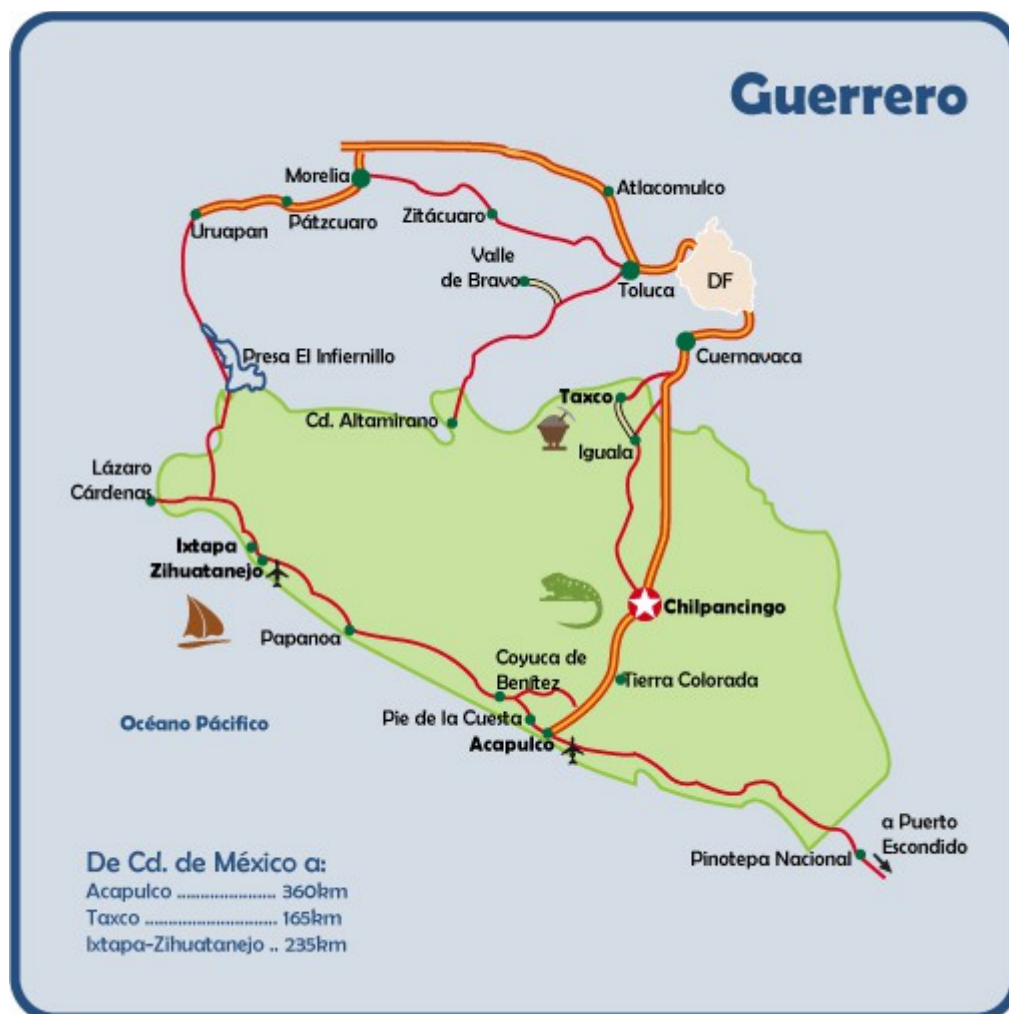 Guerrero
Morelia
Atlacomulco
Zitácuaro
Pátzcuaro
Uruapan
Valle
de Bravo
Toluca
DF
Presa El Infiernillo
Cuernavaca
Taxco
Cd. Altamirano
Iguala
Lázaro
Cárdenas
Ixtapa
Zihuatanejo
Chilpancingo
Papanoa
Coyuca de
Benítez
Tierra Colorada
Océano Pácifico
Pie de la Cuesta
Acapulco
a Puerto
Escondido
Pinotepa Nacional
De Cd. de México a:
Acapulco ....................... 360km
Taxco ............................... 165km
Ixtapa-Zihuatanejo .. 235km